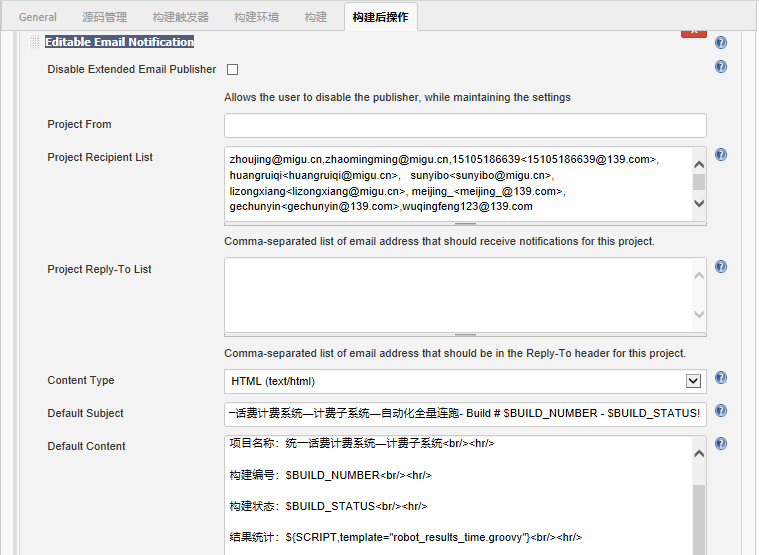 General 源码管理 构建触发器 构建环境 构建 构建后操作
Editable Email Notification
Disable Extended Email Publisher
Allows the user to disable the publisher, while maintaining the settings
Project From
Project Recipient List
zhoujing@migu.cn,zhaomingming@migu.cn,15105186639<15105186639@139.com>,
huangruiqi<huangruiqi@migu.cn>, sunyibo<sunyibo@migu.cn>,
lizongxiang<lizongxiang@migu.cn>, meijing_<meijing_@139.com>,
gechunyin<gechunyin@139.com>,wuqingfeng123@139.com
Comma-separated list of email address that should receive notifications for this project.
Project Reply-To List
Comma-separated list of email address that should be in the Reply-To header for this project.
Content Type
HTML (text/html)
Default Subject
一话费计费系统—计费子系统—自动化全量连跑- Build # $BUILD_NUMBER - $BUILD_STATUS!
Default Content
项目名称：统一话费计费系统—计费子系统<br/><hr/>
构建编号：$BUILD_NUMBER<br/><hr/>
构建状态：$BUILD_STATUS<br/><hr/>
结果统计：${SCRIPT,template="robot_results_time.groovy"}<br/><hr/>